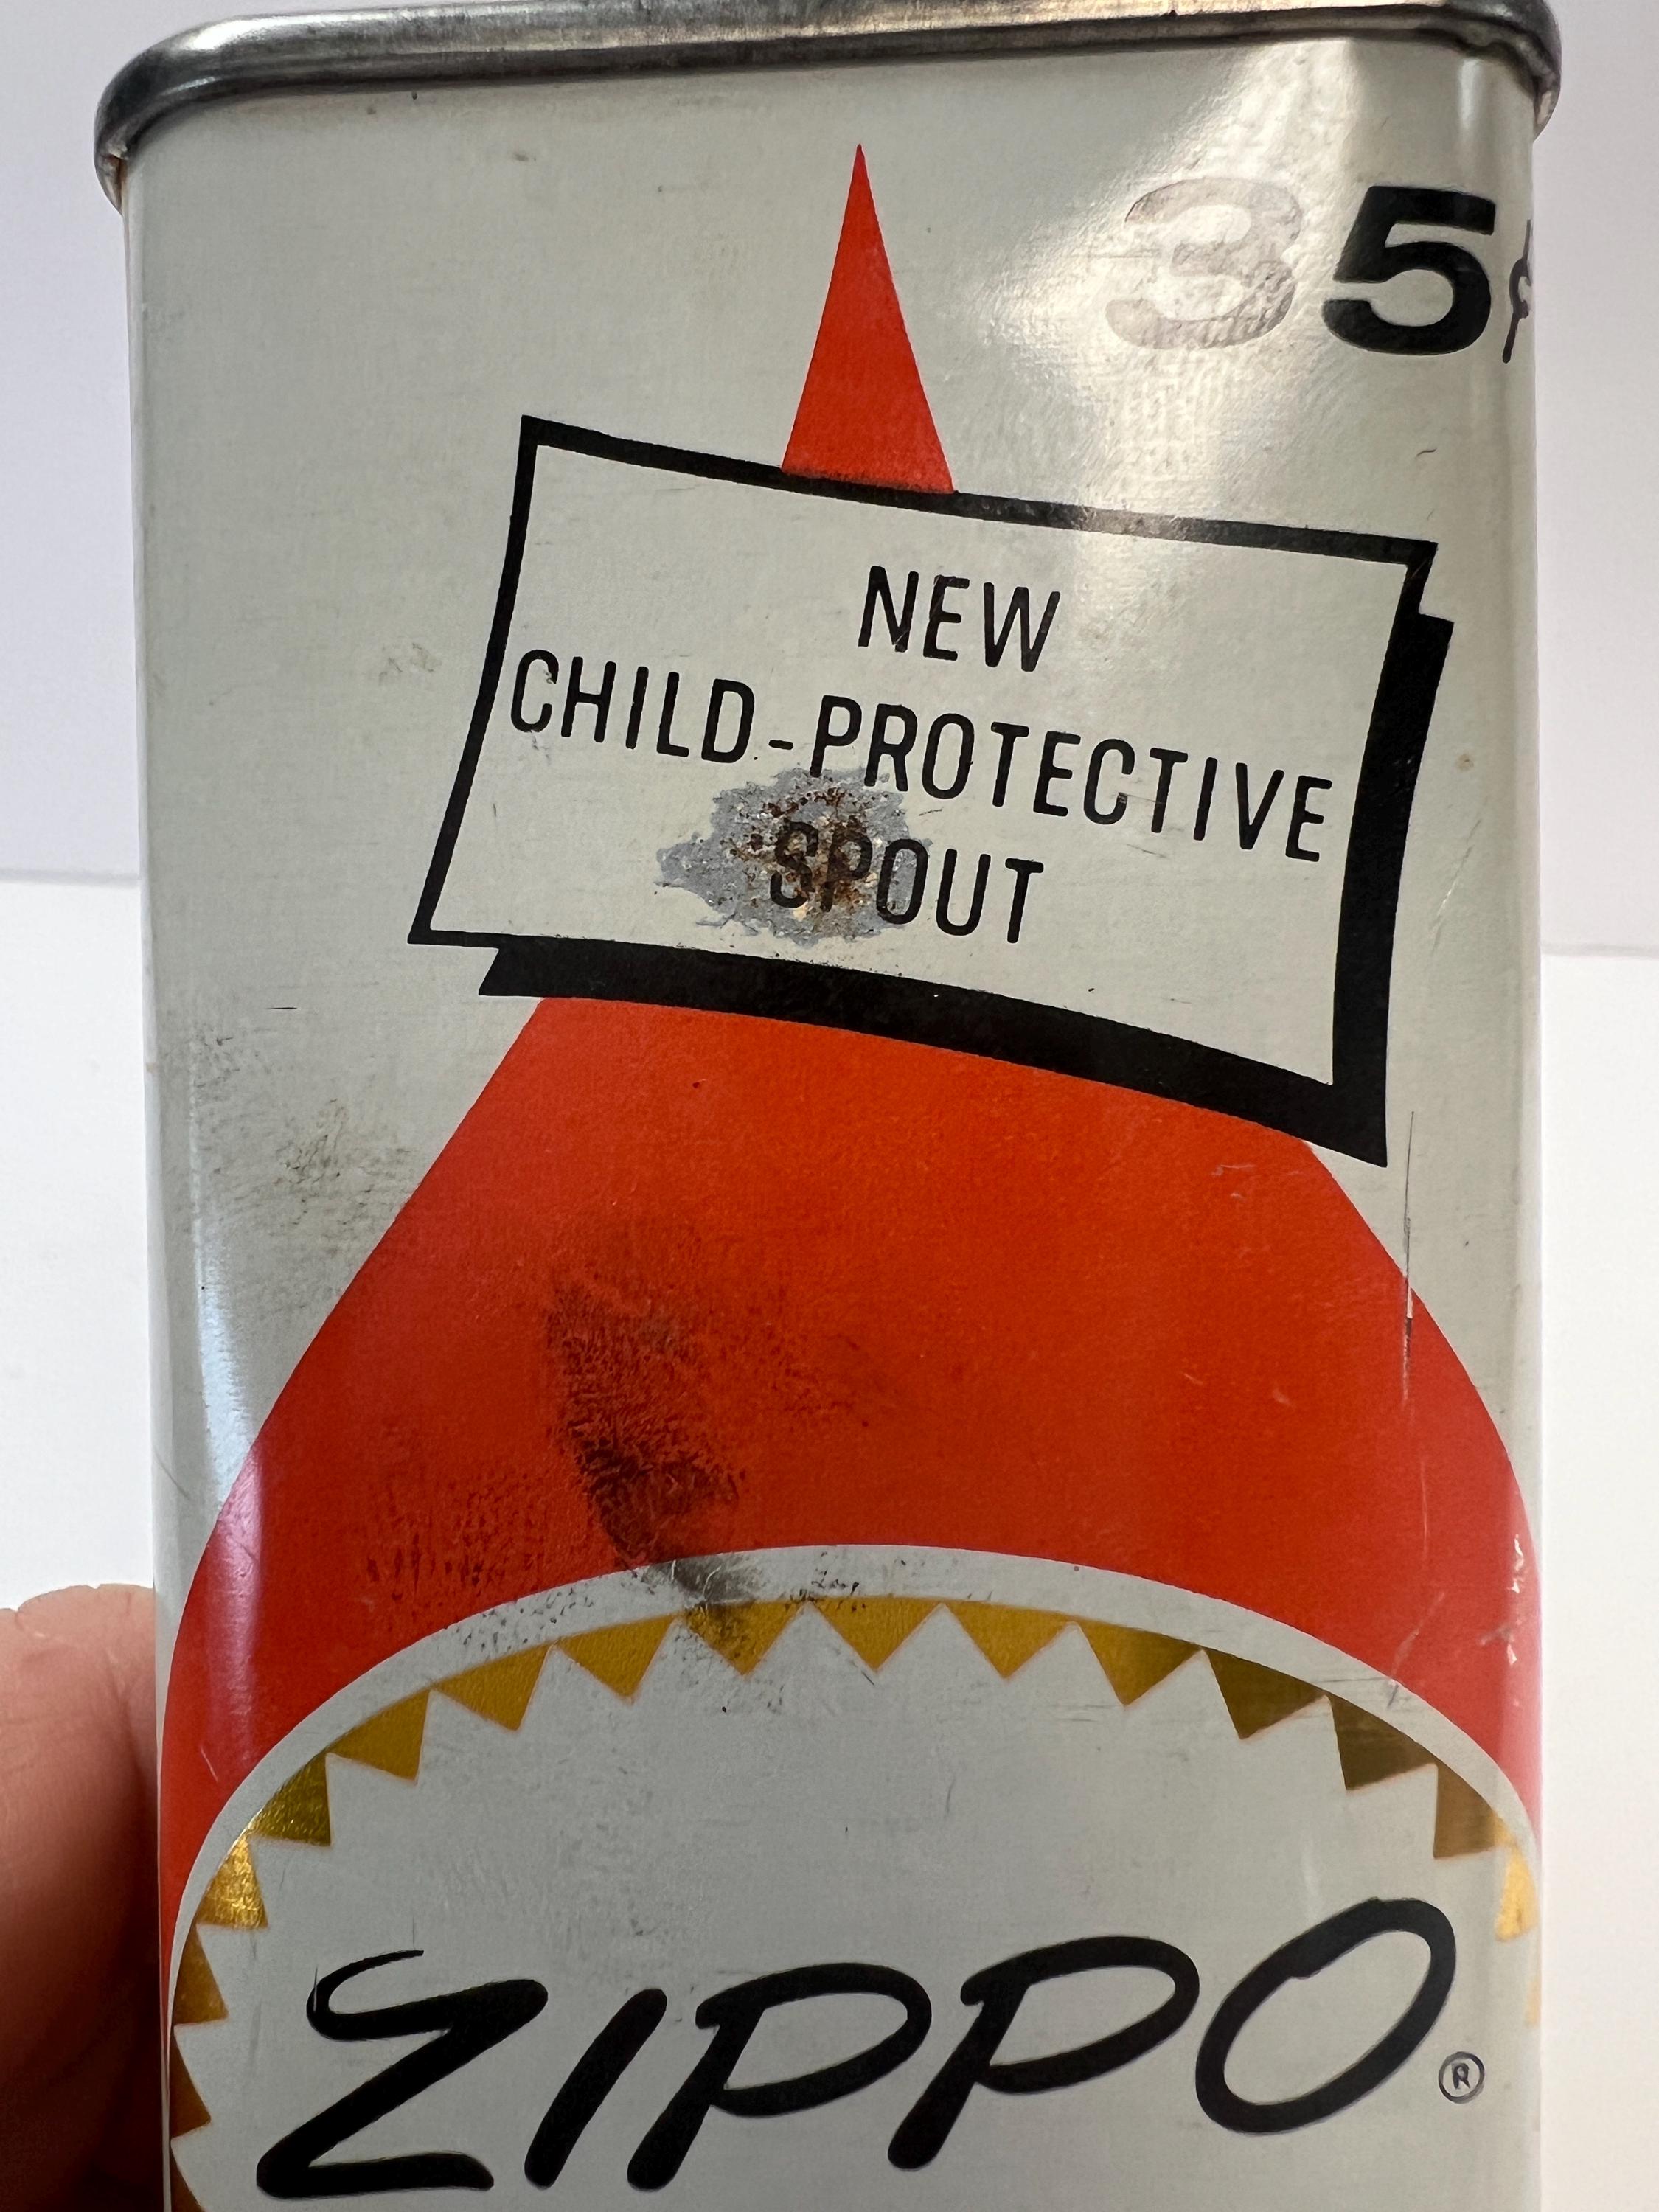 35¢
NEW
CHILD-PROTECTIVE
SPOUT
ZIPPO®